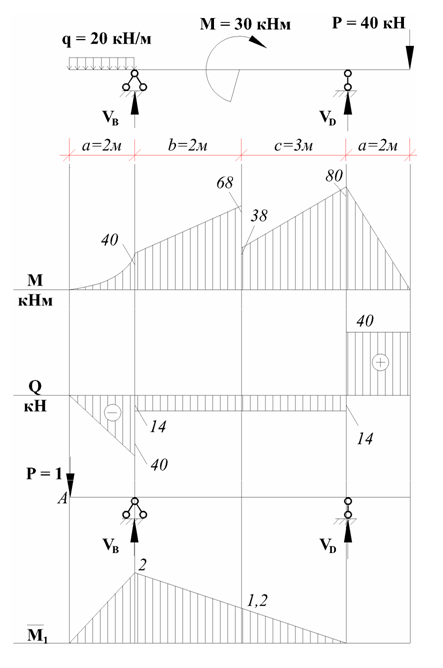 q = 20 кН/м
M = 30 кНм
P = 40 кН
V_B
V_D
a=2м
b=2м
c=3м
a=2м
40
68
38
80
M
кНм
40
+
Q
кН
−
14
14
40
P = 1
A
V_B
V_D
2
1,2
M̅₁